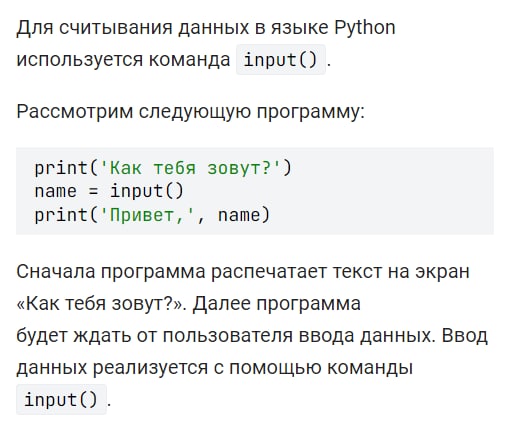 Для считывания данных в языке Python
используется команда input().
Рассмотрим следующую программу:
print('Как тебя зовут?')
name = input()
print('Привет,', name)
Сначала программа распечатает текст на экран
«Как тебя зовут?». Далее программа
будет ждать от пользователя ввода данных. Ввод
данных реализуется с помощью команды
input().